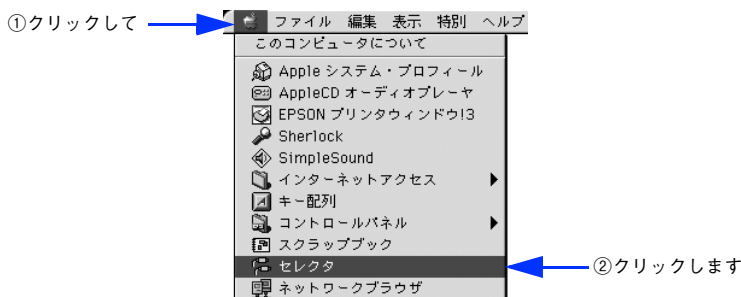 ①クリックして
ファイル 編集 表示 特別 ヘルプ
このコンピュータについて
Apple システム・プロフィール
AppleCD オーディオプレーヤ
EPSON プリンタウィンドウ!3
Sherlock
SimpleSound
インターネットアクセス
キー配列
コントロールパネル
スクラップブック
セレクタ
②クリックします
ネットワークブラウザ